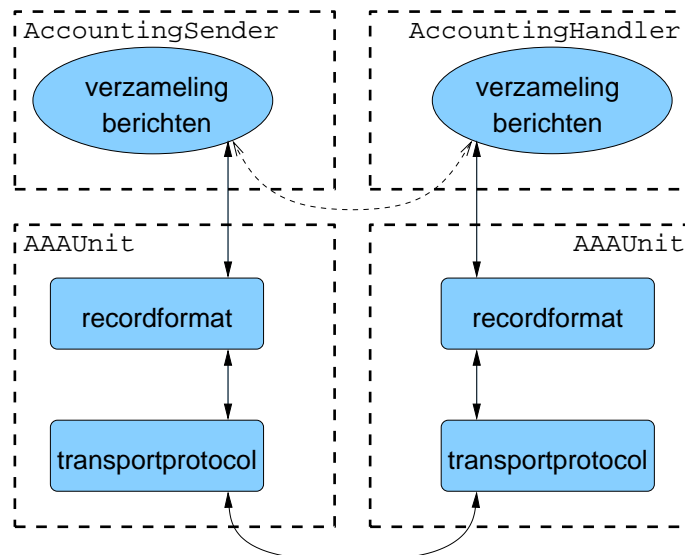 AccountingSender
verzameling
berichten
AccountingHandler
verzameling
berichten
AAAUnit
recordformat
transportprotocol
AAAUnit
recordformat
transportprotocol